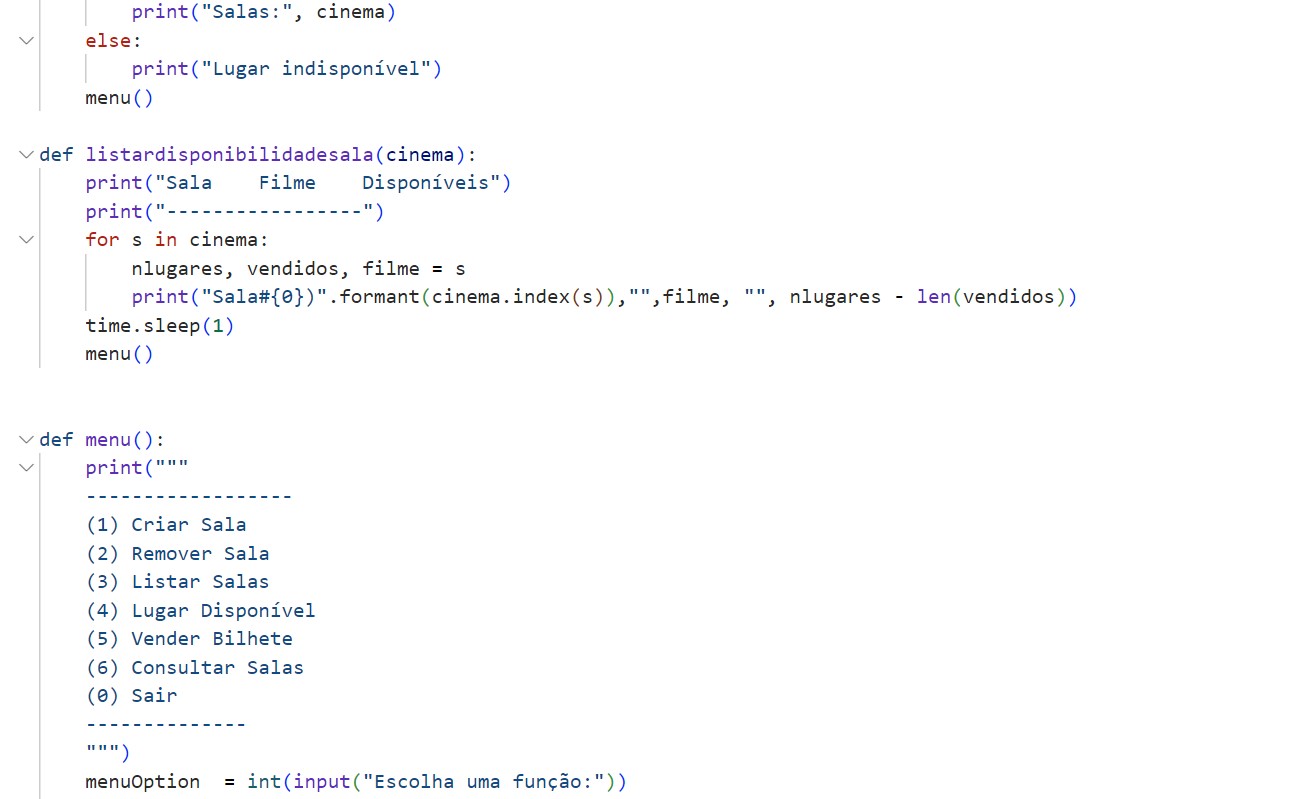 print("Salas:", cinema)
    else:
        print("Lugar indisponível")
    menu()
def listardisponibilidadesala(cinema):
    print("Sala    Filme    Disponíveis")
    print("-----------------")
    for s in cinema:
        nlugares, vendidos, filme = s
        print("Sala#{0})".formant(cinema.index(s)),"",filme, "", nlugares - len(vendidos))
    time.sleep(1)
    menu()
def menu():
    print("""
    ------------------
    (1) Criar Sala
    (2) Remover Sala
    (3) Listar Salas
    (4) Lugar Disponível
    (5) Vender Bilhete
    (6) Consultar Salas
    (0) Sair
    --------------
    """)
    menuOption  = int(input("Escolha uma função:"))